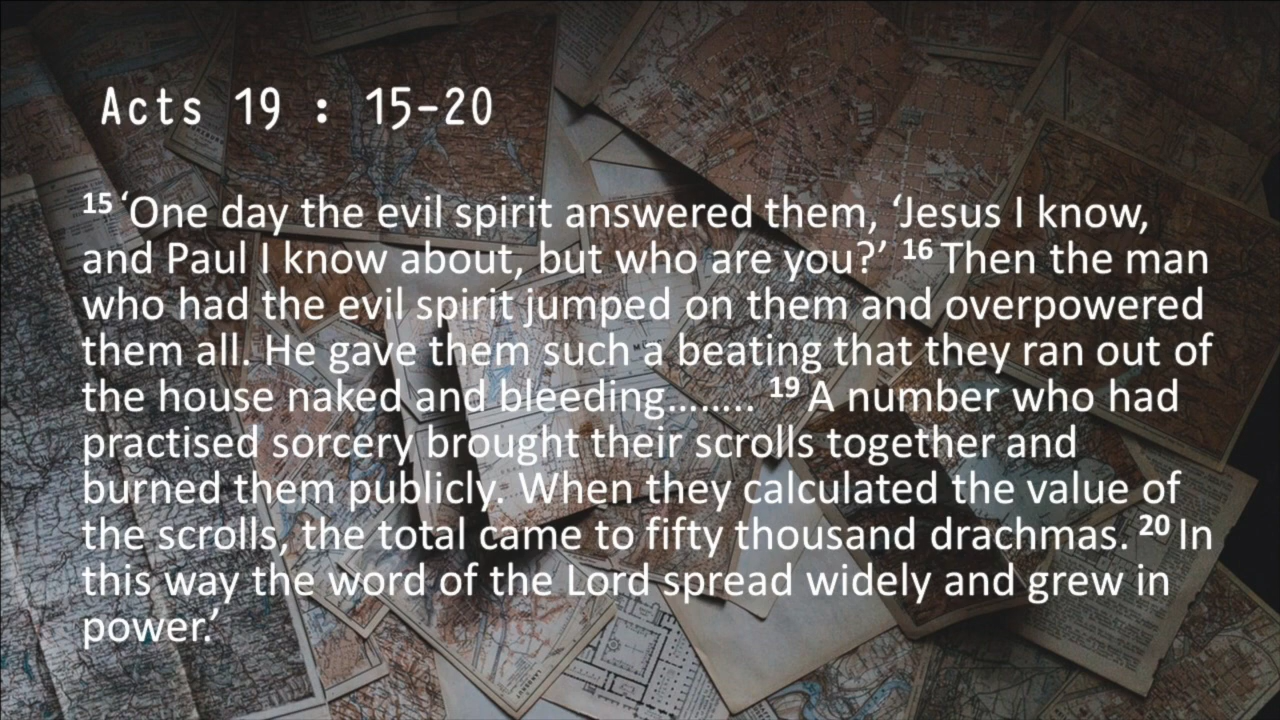 Acts 19 : 15-20
15 ‘One day the evil spirit answered them, ‘Jesus I know,
and Paul I know about, but who are you?’ 16 Then the man
who had the evil spirit jumped on them and overpowered
them all. He gave them such a beating that they ran out of
the house naked and bleeding…….. 19 A number who had
practised sorcery brought their scrolls together and
burned them publicly. When they calculated the value of
the scrolls, the total came to fifty thousand drachmas. 20 In
this way the word of the Lord spread widely and grew in
power.’